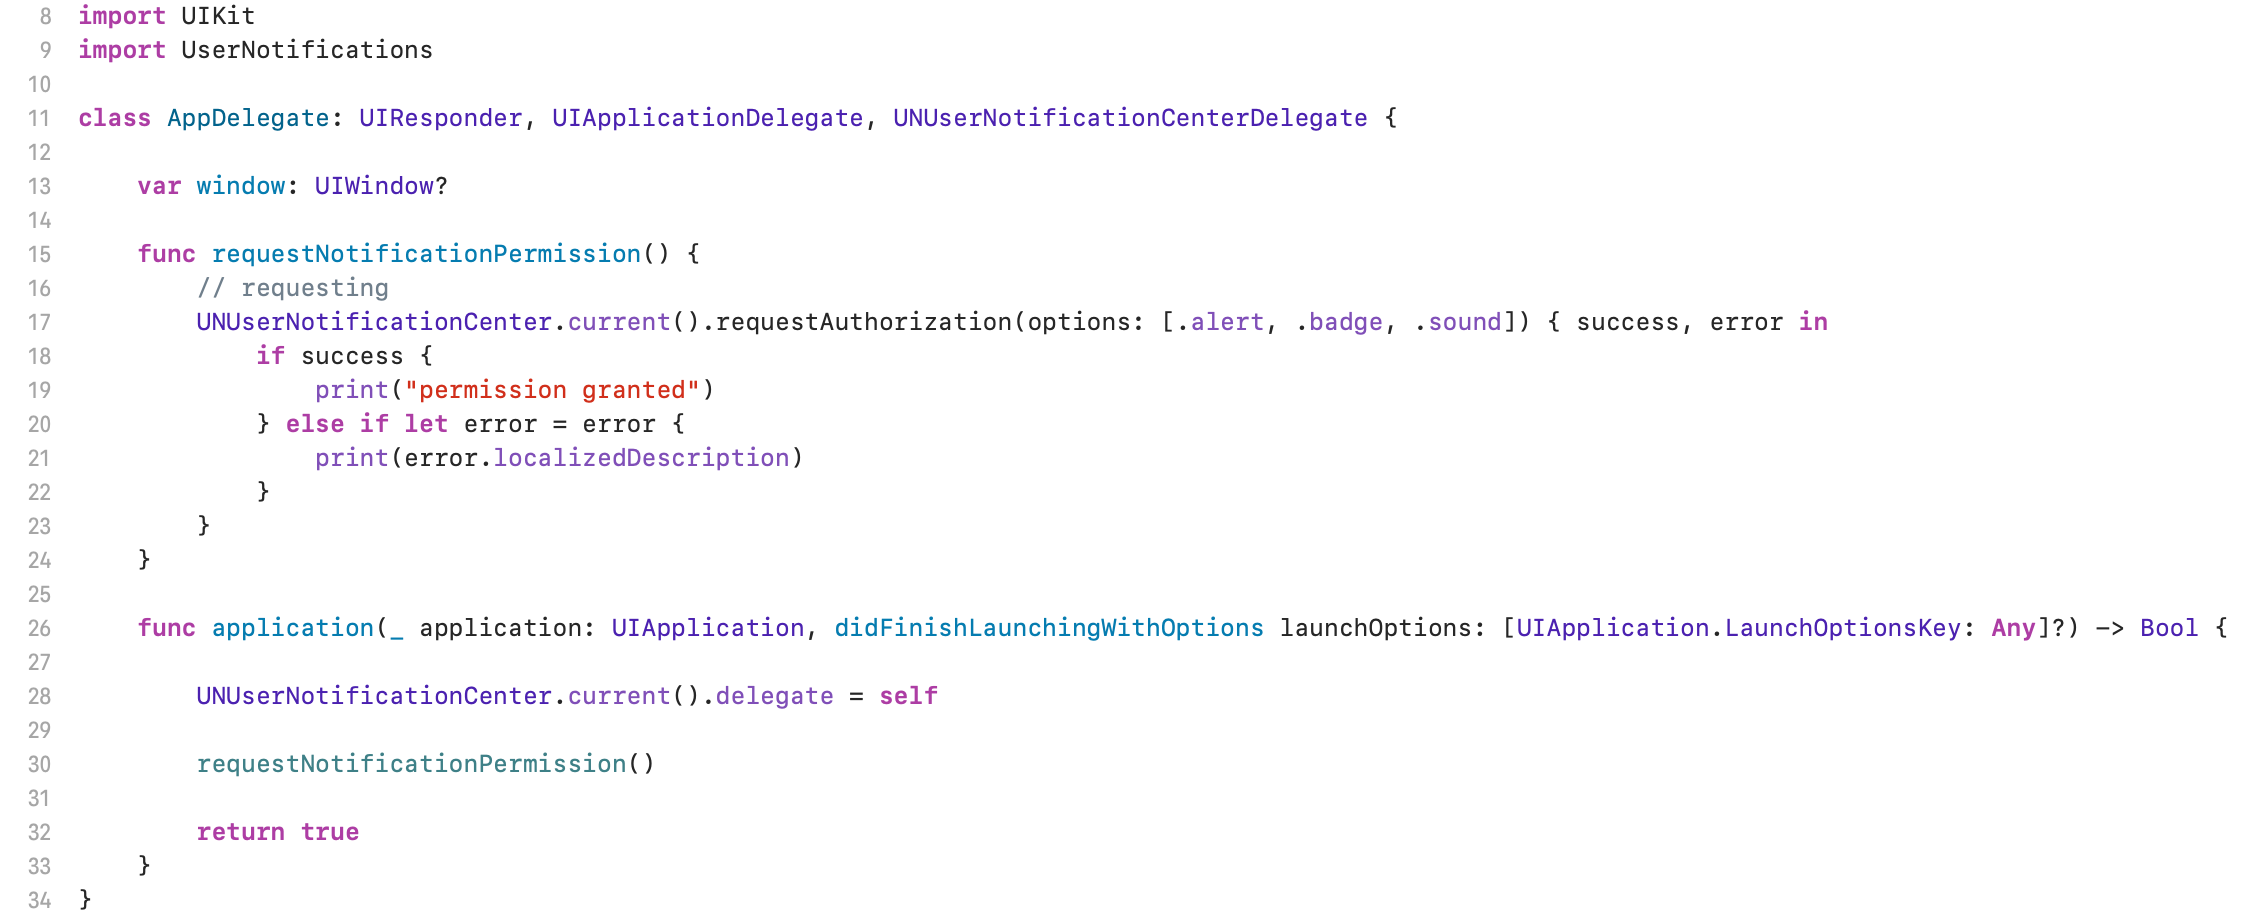 8 import UIKit
9 import UserNotifications
10
11 class AppDelegate: UIResponder, UIApplicationDelegate, UNUserNotificationCenterDelegate {
12
13     var window: UIWindow?
14
15     func requestNotificationPermission() {
16         // requesting
17         UNUserNotificationCenter.current().requestAuthorization(options: [.alert, .badge, .sound]) { success, error in
18             if success {
19                 print("permission granted")
20             } else if let error = error {
21                 print(error.localizedDescription)
22             }
23         }
24     }
25
26     func application(_ application: UIApplication, didFinishLaunchingWithOptions launchOptions: [UIApplication.LaunchOptionsKey: Any]?) -> Bool {
27
28         UNUserNotificationCenter.current().delegate = self
29
30         requestNotificationPermission()
31
32         return true
33     }
34 }